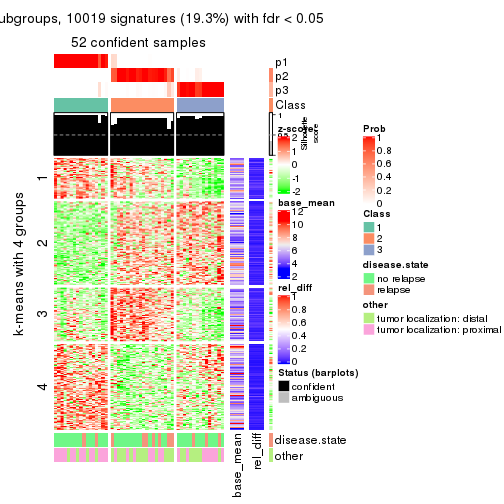 ubgroups, 10019 signatures (19.3%) with fdr < 0.05
52 confident samples
p1
p2
p3
Class
1
Silhouette
score
z-score
2
1
0
-1
-2
base_mean
12
10
8
6
4
2
rel_diff
1
0.8
0.6
0.4
0.2
0
Status (barplots)
confident
ambiguous
Prob
1
0.8
0.6
0.4
0.2
0
Class
1
2
3
disease.state
no relapse
relapse
other
tumor localization: distal
tumor localization: proximal
k-means with 4 groups
1
2
3
4
disease.state
other
base_mean
rel_diff